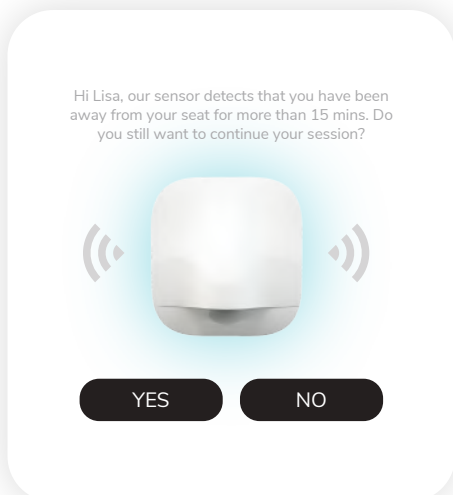 Hi Lisa, our sensor detects that you have been
away from your seat for more than 15 mins. Do
you still want to continue your session?
YES
NO